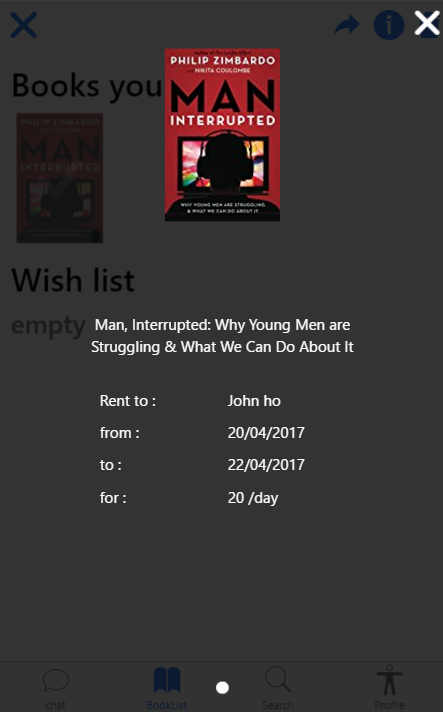 Books you
Author of The Lucifer Effect
PHILIP ZIMBARDO
NIKITA COULOMBE
MAN
INTERRUPTED
WHY YOUNG MEN ARE STRUGGLING
& WHAT WE CAN DO ABOUT IT
PHILIP ZIMBARDO
MAN
INTERRUPTED
Wish list
empty
Man, Interrupted: Why Young Men are
Struggling & What We Can Do About It
Rent to : John ho
from : 20/04/2017
to : 22/04/2017
for : 20 /day
chat BookList Search Profile